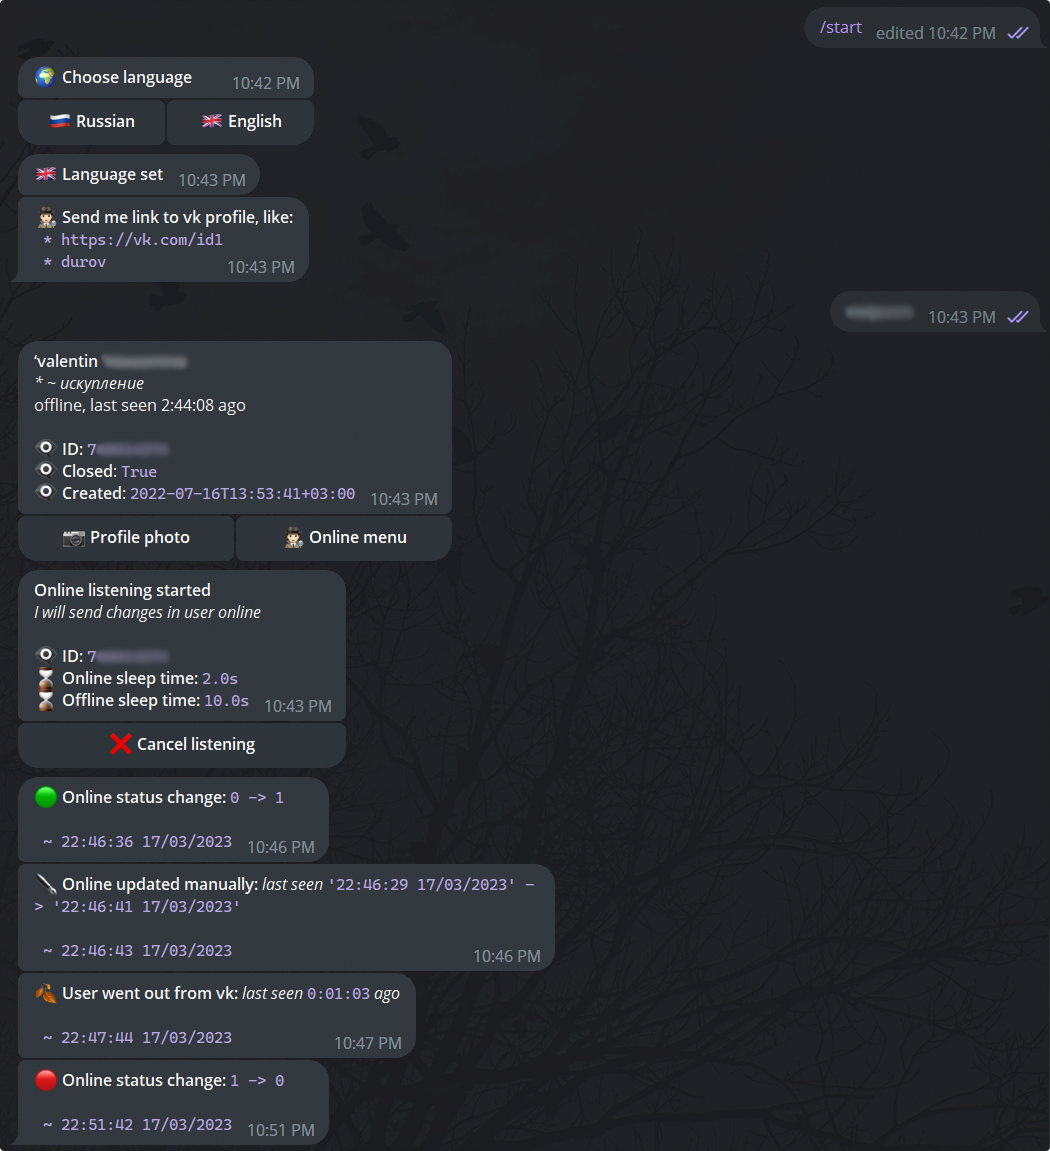 /start edited 10:42 PM
Choose language 10:42 PM
Russian English
Language set 10:43 PM
Send me link to vk profile, like:
* https://vk.com/id1
* durov 10:43 PM
10:43 PM
‘valentin
* ~ искупление
offline, last seen 2:44:08 ago
ID: 7
Closed: True
Created: 2022-07-16T13:53:41+03:00 10:43 PM
Profile photo Online menu
Online listening started
I will send changes in user online
ID: 7
Online sleep time: 2.0s
Offline sleep time: 10.0s 10:43 PM
Cancel listening
Online status change: 0 -> 1
~ 22:46:36 17/03/2023 10:46 PM
Online updated manually: last seen '22:46:29 17/03/2023' -
> '22:46:41 17/03/2023'
~ 22:46:43 17/03/2023 10:46 PM
User went out from vk: last seen 0:01:03 ago
~ 22:47:44 17/03/2023 10:47 PM
Online status change: 1 -> 0
~ 22:51:42 17/03/2023 10:51 PM